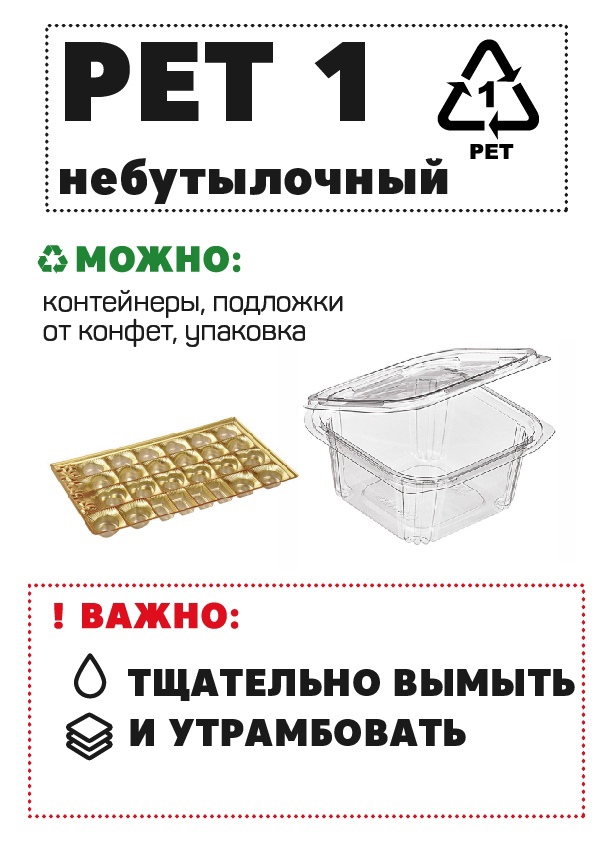 PET 1
1
PET
небутылочный
МОЖНО:
контейнеры, подложки
от конфет, упаковка
! ВАЖНО:
ТЩАТЕЛЬНО ВЫМЫТЬ
И УТРАМБОВАТЬ